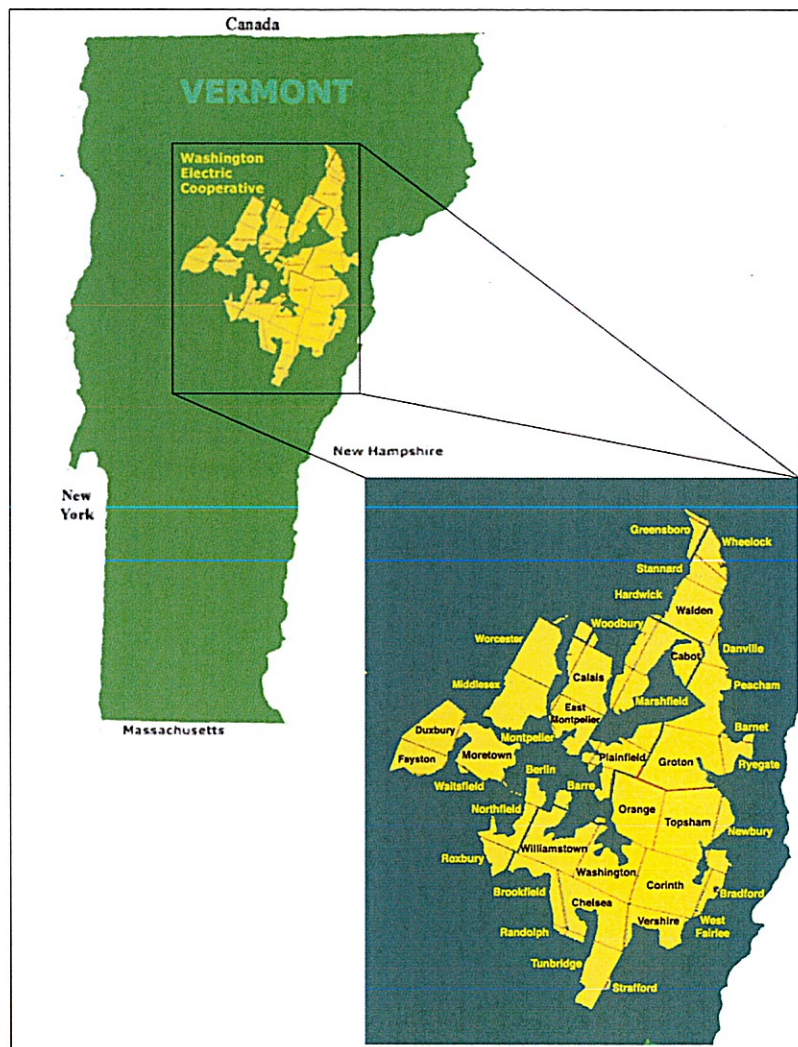 Canada
VERMONT
Washington
Electric
Cooperative
New Hampshire
New
York
Massachusetts
Greensboro
Wheelock
Stannard
Hardwick
Walden
Woodbury
Worcester
Danville
Cabot
Calais
Middlesex
Peacham
Marshfield
East
Montpelier
Duxbury
Montpelier
Barnet
Moretown
Plainfield
Groton
Fayston
Ryegate
Berlin
Waitsfield
Barre
Northfield
Orange
Topsham
Newbury
Williamstown
Roxbury
Washington
Corinth
Brookfield
Bradford
Chelsea
Vershire
West
Fairlee
Randolph
Tunbridge
Strafford